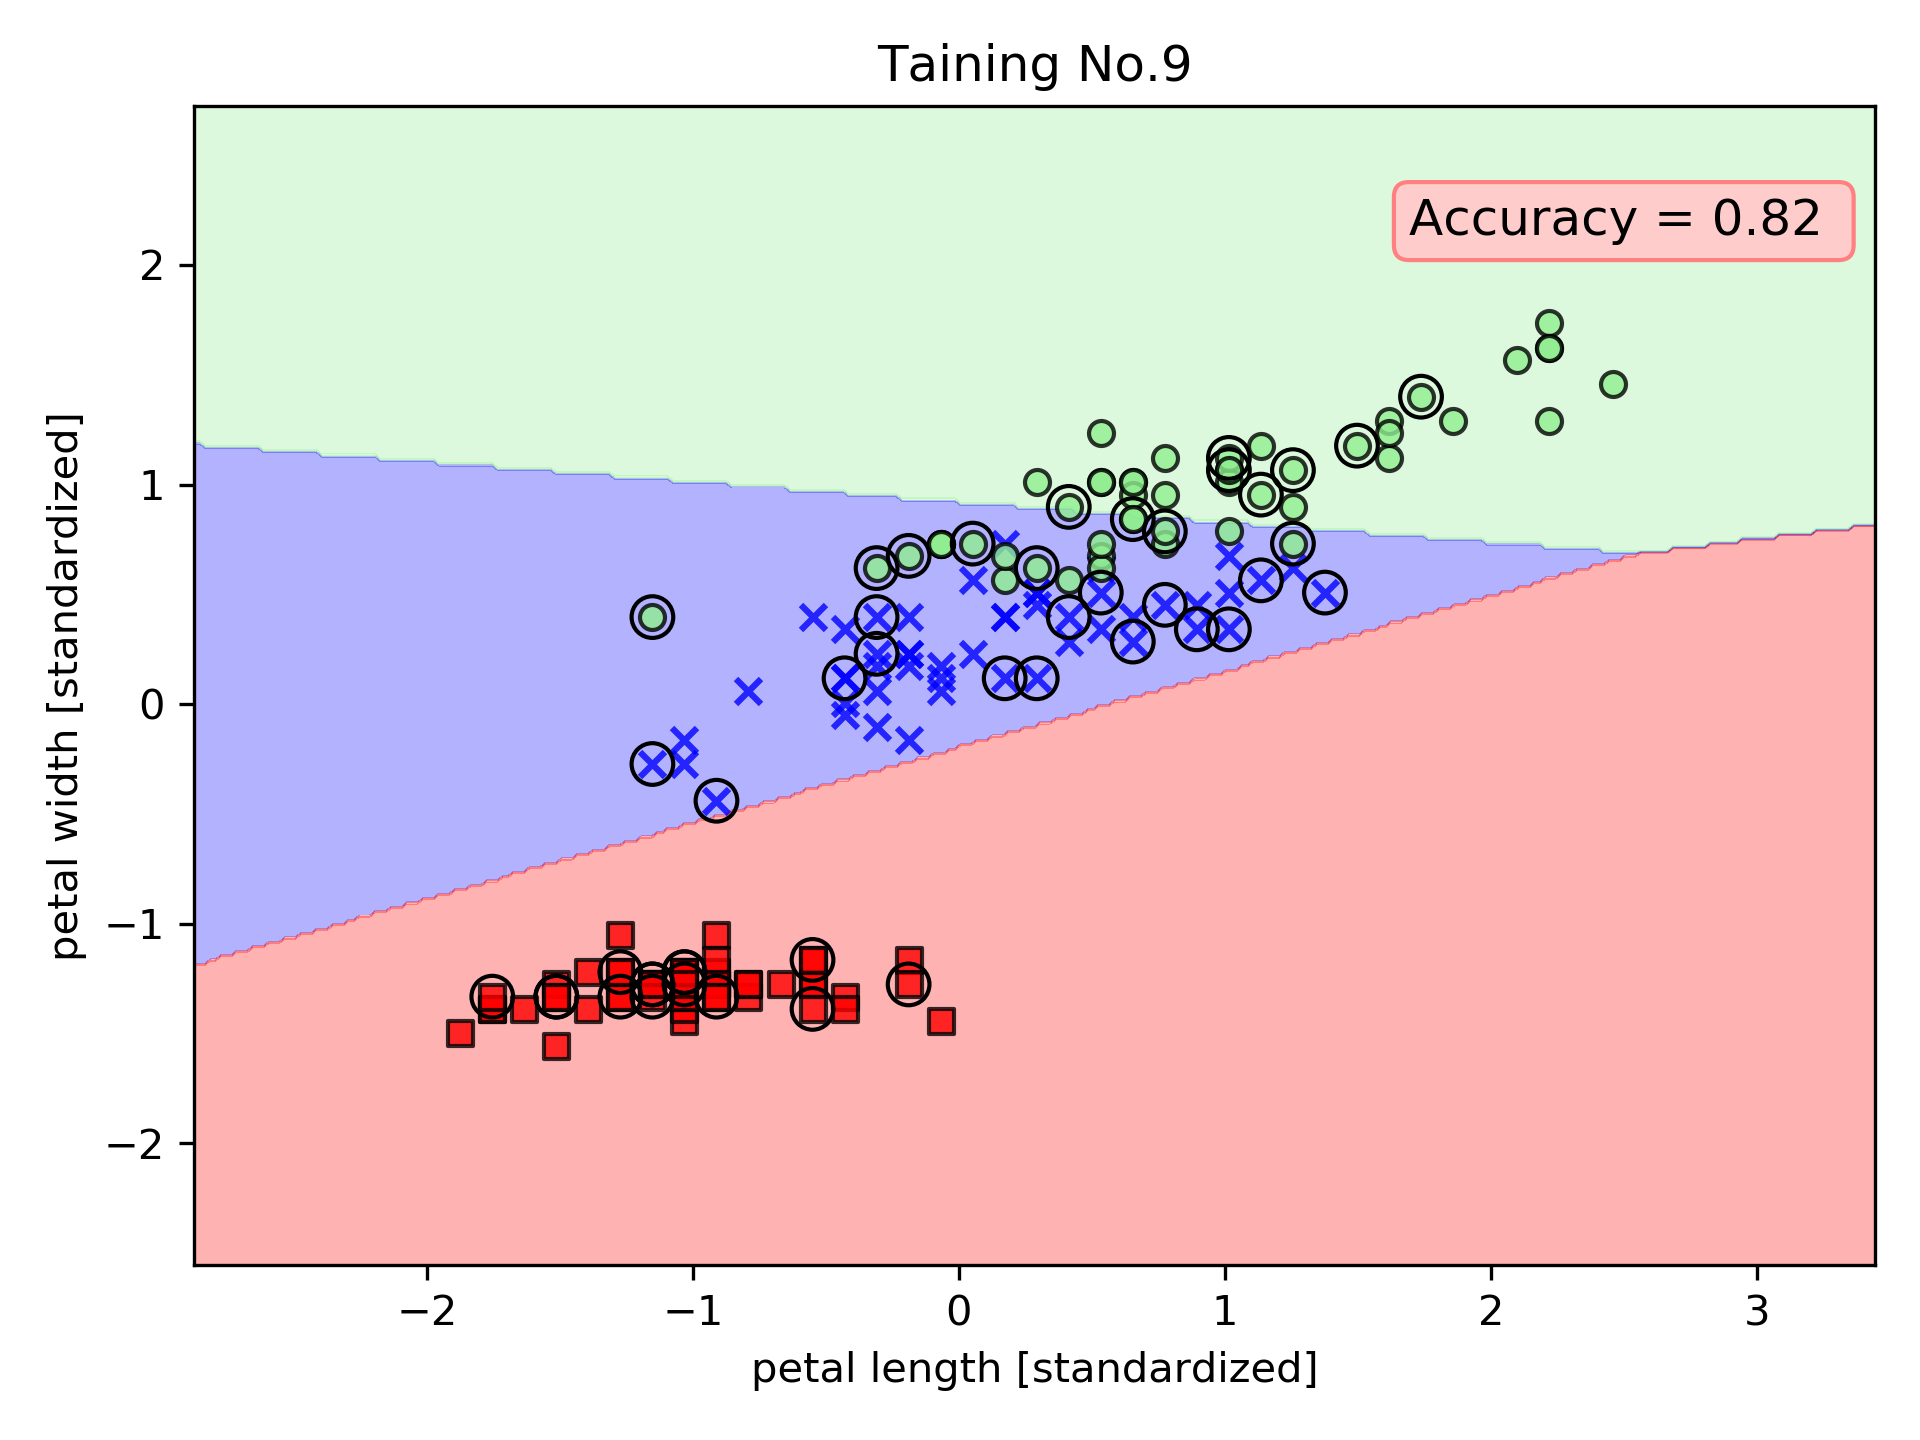 Taining No.9
Accuracy = 0.82
petal width [standardized]
2
1
0
−1
−2
−2
−1
0
1
2
3
petal length [standardized]